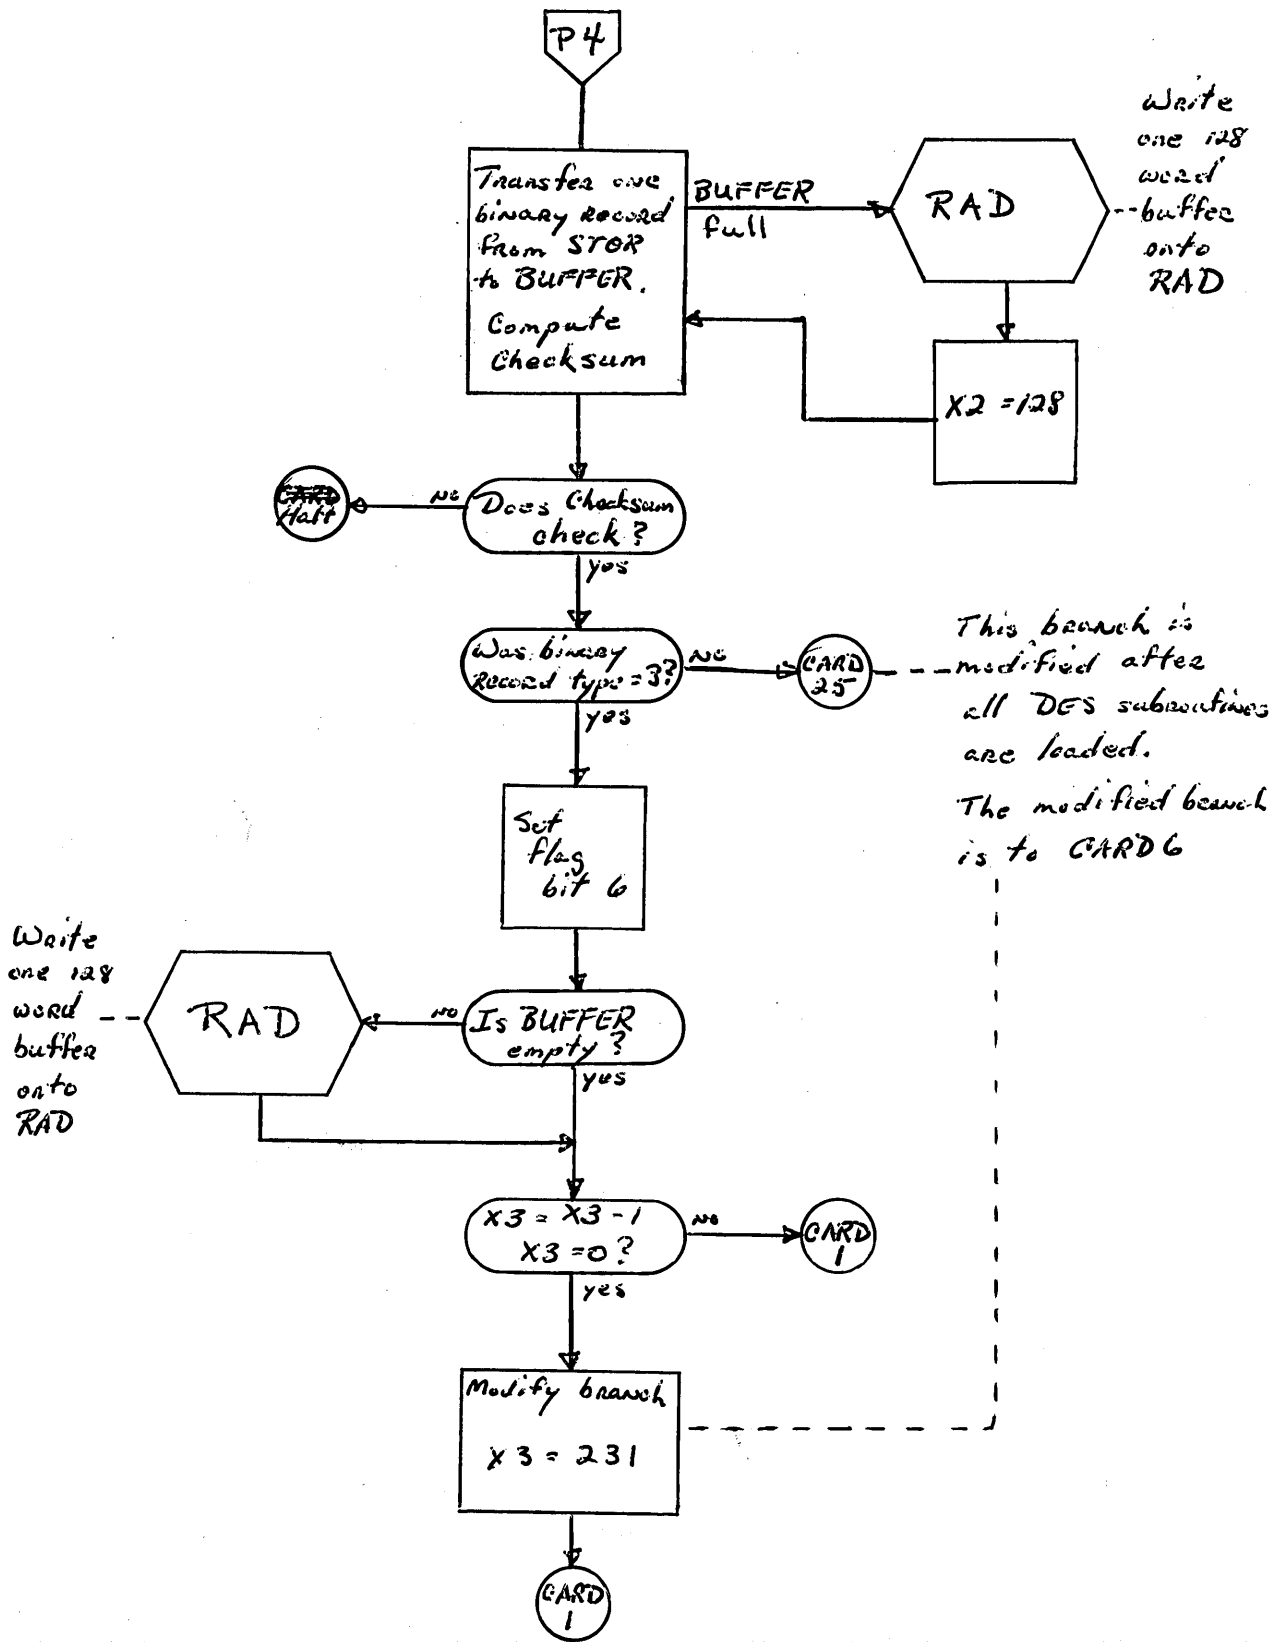 P4
Transfer one
binary record
from STOR
to BUFFER.
Compute
Checksum
BUFFER
full
RAD
Write
one 128
word
buffer
onto
RAD
X2 = 128
Does Checksum
check?
NO
CARD
Halt
yes
Was binary
record type = 3?
NO
CARD
25
This branch is
modified after
all DES subroutines
are loaded.
The modified branch
is to CARD 6
yes
Set
flag
bit 6
Is BUFFER
empty?
NO
RAD
Write
one 128
word
buffer
onto
RAD
yes
X3 = X3 - 1
X3 = 0?
NO
CARD
1
yes
Modify branch
X3 = 231
CARD
1